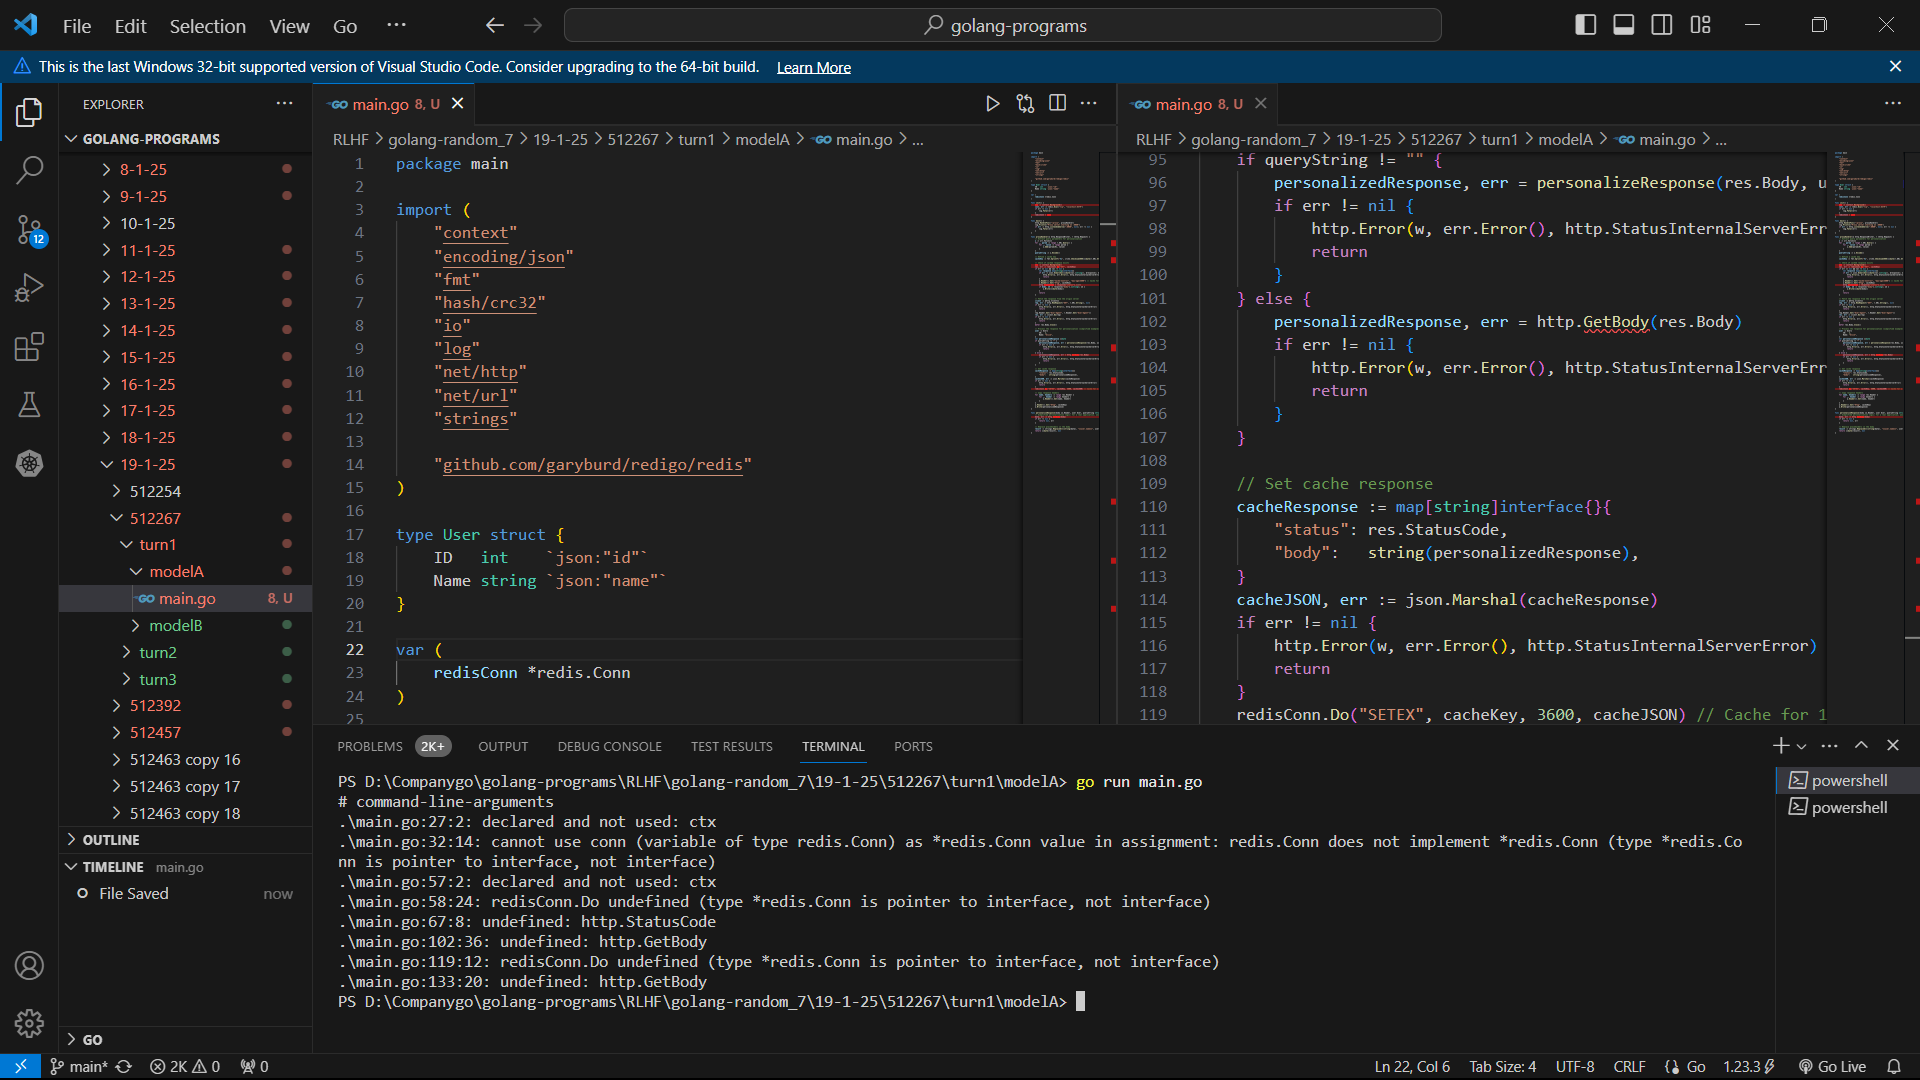 File Edit Selection View Go ··· golang-programs
This is the last Windows 32-bit supported version of Visual Studio Code. Consider upgrading to the 64-bit build. Learn More
EXPLORER
GOLANG-PROGRAMS
8-1-25
9-1-25
10-1-25
11-1-25
12-1-25
13-1-25
14-1-25
15-1-25
16-1-25
17-1-25
18-1-25
19-1-25
512254
512267
turn1
modelA
main.go 8, U
modelB
turn2
turn3
512392
512457
512463 copy 16
512463 copy 17
512463 copy 18
OUTLINE
TIMELINE main.go
File Saved now
GO
12
main.go 8, U
RLHF > golang-random_7 > 19-1-25 > 512267 > turn1 > modelA > main.go > ...
1 package main
2
3 import (
4 "context"
5 "encoding/json"
6 "fmt"
7 "hash/crc32"
8 "io"
9 "log"
10 "net/http"
11 "net/url"
12 "strings"
13
14 "github.com/garyburd/redigo/redis"
15 )
16
17 type User struct {
18 ID int `json:"id"`
19 Name string `json:"name"`
20 }
21
22 var (
23 redisConn *redis.Conn
24 )
25
main.go 8, U
RLHF > golang-random_7 > 19-1-25 > 512267 > turn1 > modelA > main.go > ...
95 if queryString != "" {
96 personalizedResponse, err = personalizeResponse(res.Body, u
97 if err != nil {
98 http.Error(w, err.Error(), http.StatusInternalServerErr
99 return
100 }
101 } else {
102 personalizedResponse, err = http.GetBody(res.Body)
103 if err != nil {
104 http.Error(w, err.Error(), http.StatusInternalServerErr
105 return
106 }
107 }
108
109 // Set cache response
110 cacheResponse := map[string]interface{}{
111 "status": res.StatusCode,
112 "body": string(personalizedResponse),
113 }
114 cacheJSON, err := json.Marshal(cacheResponse)
115 if err != nil {
116 http.Error(w, err.Error(), http.StatusInternalServerError)
117 return
118 }
119 redisConn.Do("SETEX", cacheKey, 3600, cacheJSON) // Cache for 1
PROBLEMS 2K+ OUTPUT DEBUG CONSOLE TEST RESULTS TERMINAL PORTS
PS D:\Companygo\golang-programs\RLHF\golang-random_7\19-1-25\512267\turn1\modelA> go run main.go
# command-line-arguments
.\main.go:27:2: declared and not used: ctx
.\main.go:32:14: cannot use conn (variable of type redis.Conn) as *redis.Conn value in assignment: redis.Conn does not implement *redis.Conn (type *redis.Co
nn is pointer to interface, not interface)
.\main.go:57:2: declared and not used: ctx
.\main.go:58:24: redisConn.Do undefined (type *redis.Conn is pointer to interface, not interface)
.\main.go:67:8: undefined: http.StatusCode
.\main.go:102:36: undefined: http.GetBody
.\main.go:119:12: redisConn.Do undefined (type *redis.Conn is pointer to interface, not interface)
.\main.go:133:20: undefined: http.GetBody
PS D:\Companygo\golang-programs\RLHF\golang-random_7\19-1-25\512267\turn1\modelA>
powershell
powershell
main* 2K 0 0 Ln 22, Col 6 Tab Size: 4 UTF-8 CRLF Go 1.23.3 Go Live